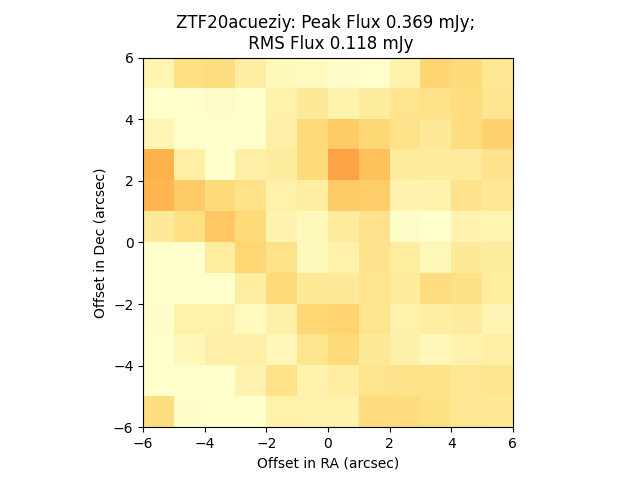 ZTF20acueziy: Peak Flux 0.369 mJy;
RMS Flux 0.118 mJy
6
4
2
0
−2
−4
−6
Offset in Dec (arcsec)
−6 −4 −2 0 2 4 6
Offset in RA (arcsec)